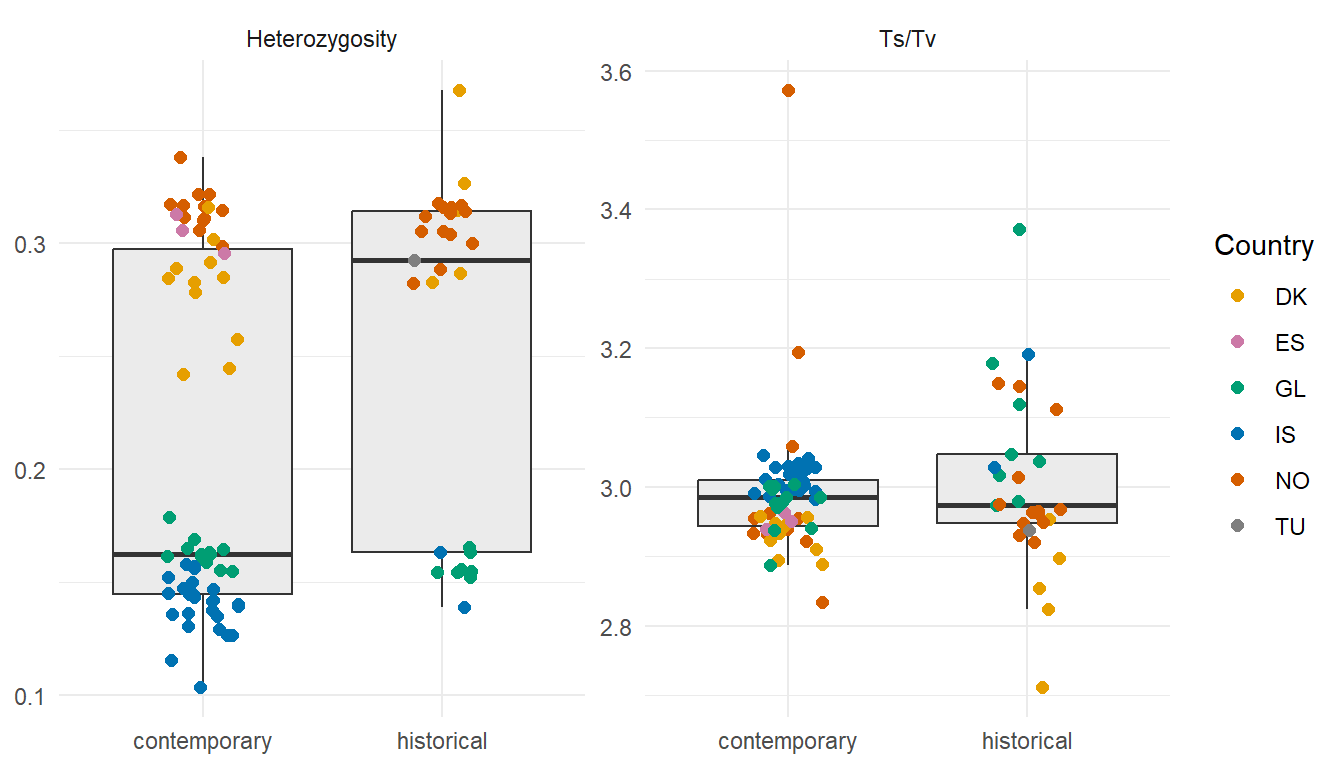 Heterozygosity
Ts/Tv
0.3
0.2
0.1
contemporary
historical
3.6
3.4
3.2
3.0
2.8
contemporary
historical
Country
DK
ES
GL
IS
NO
TU